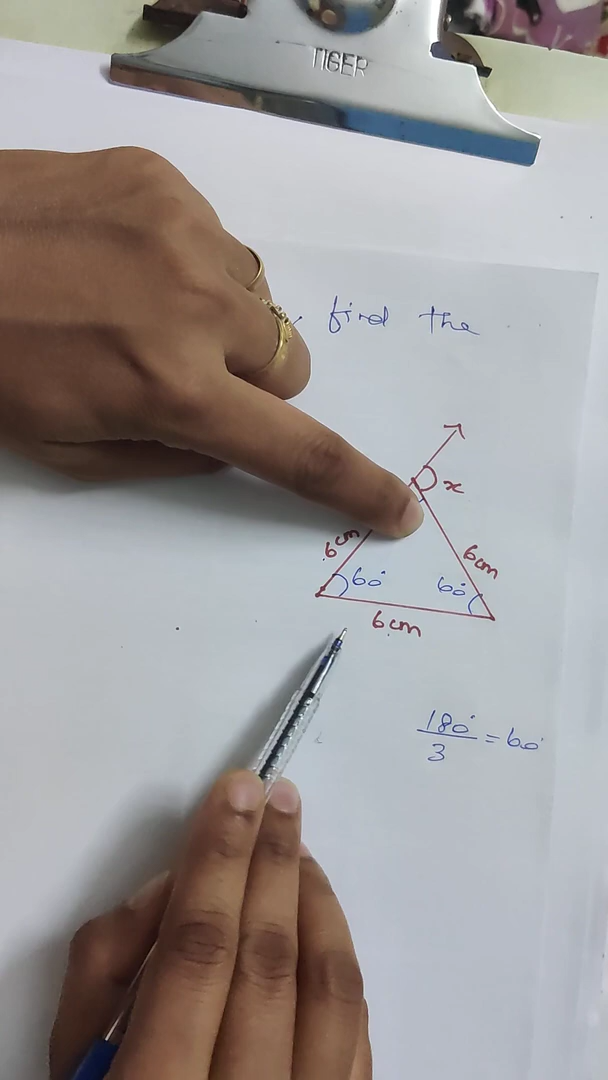 TIGER
find the
x
6cm
6cm
60°
60°
6cm
180°/3 = 60°